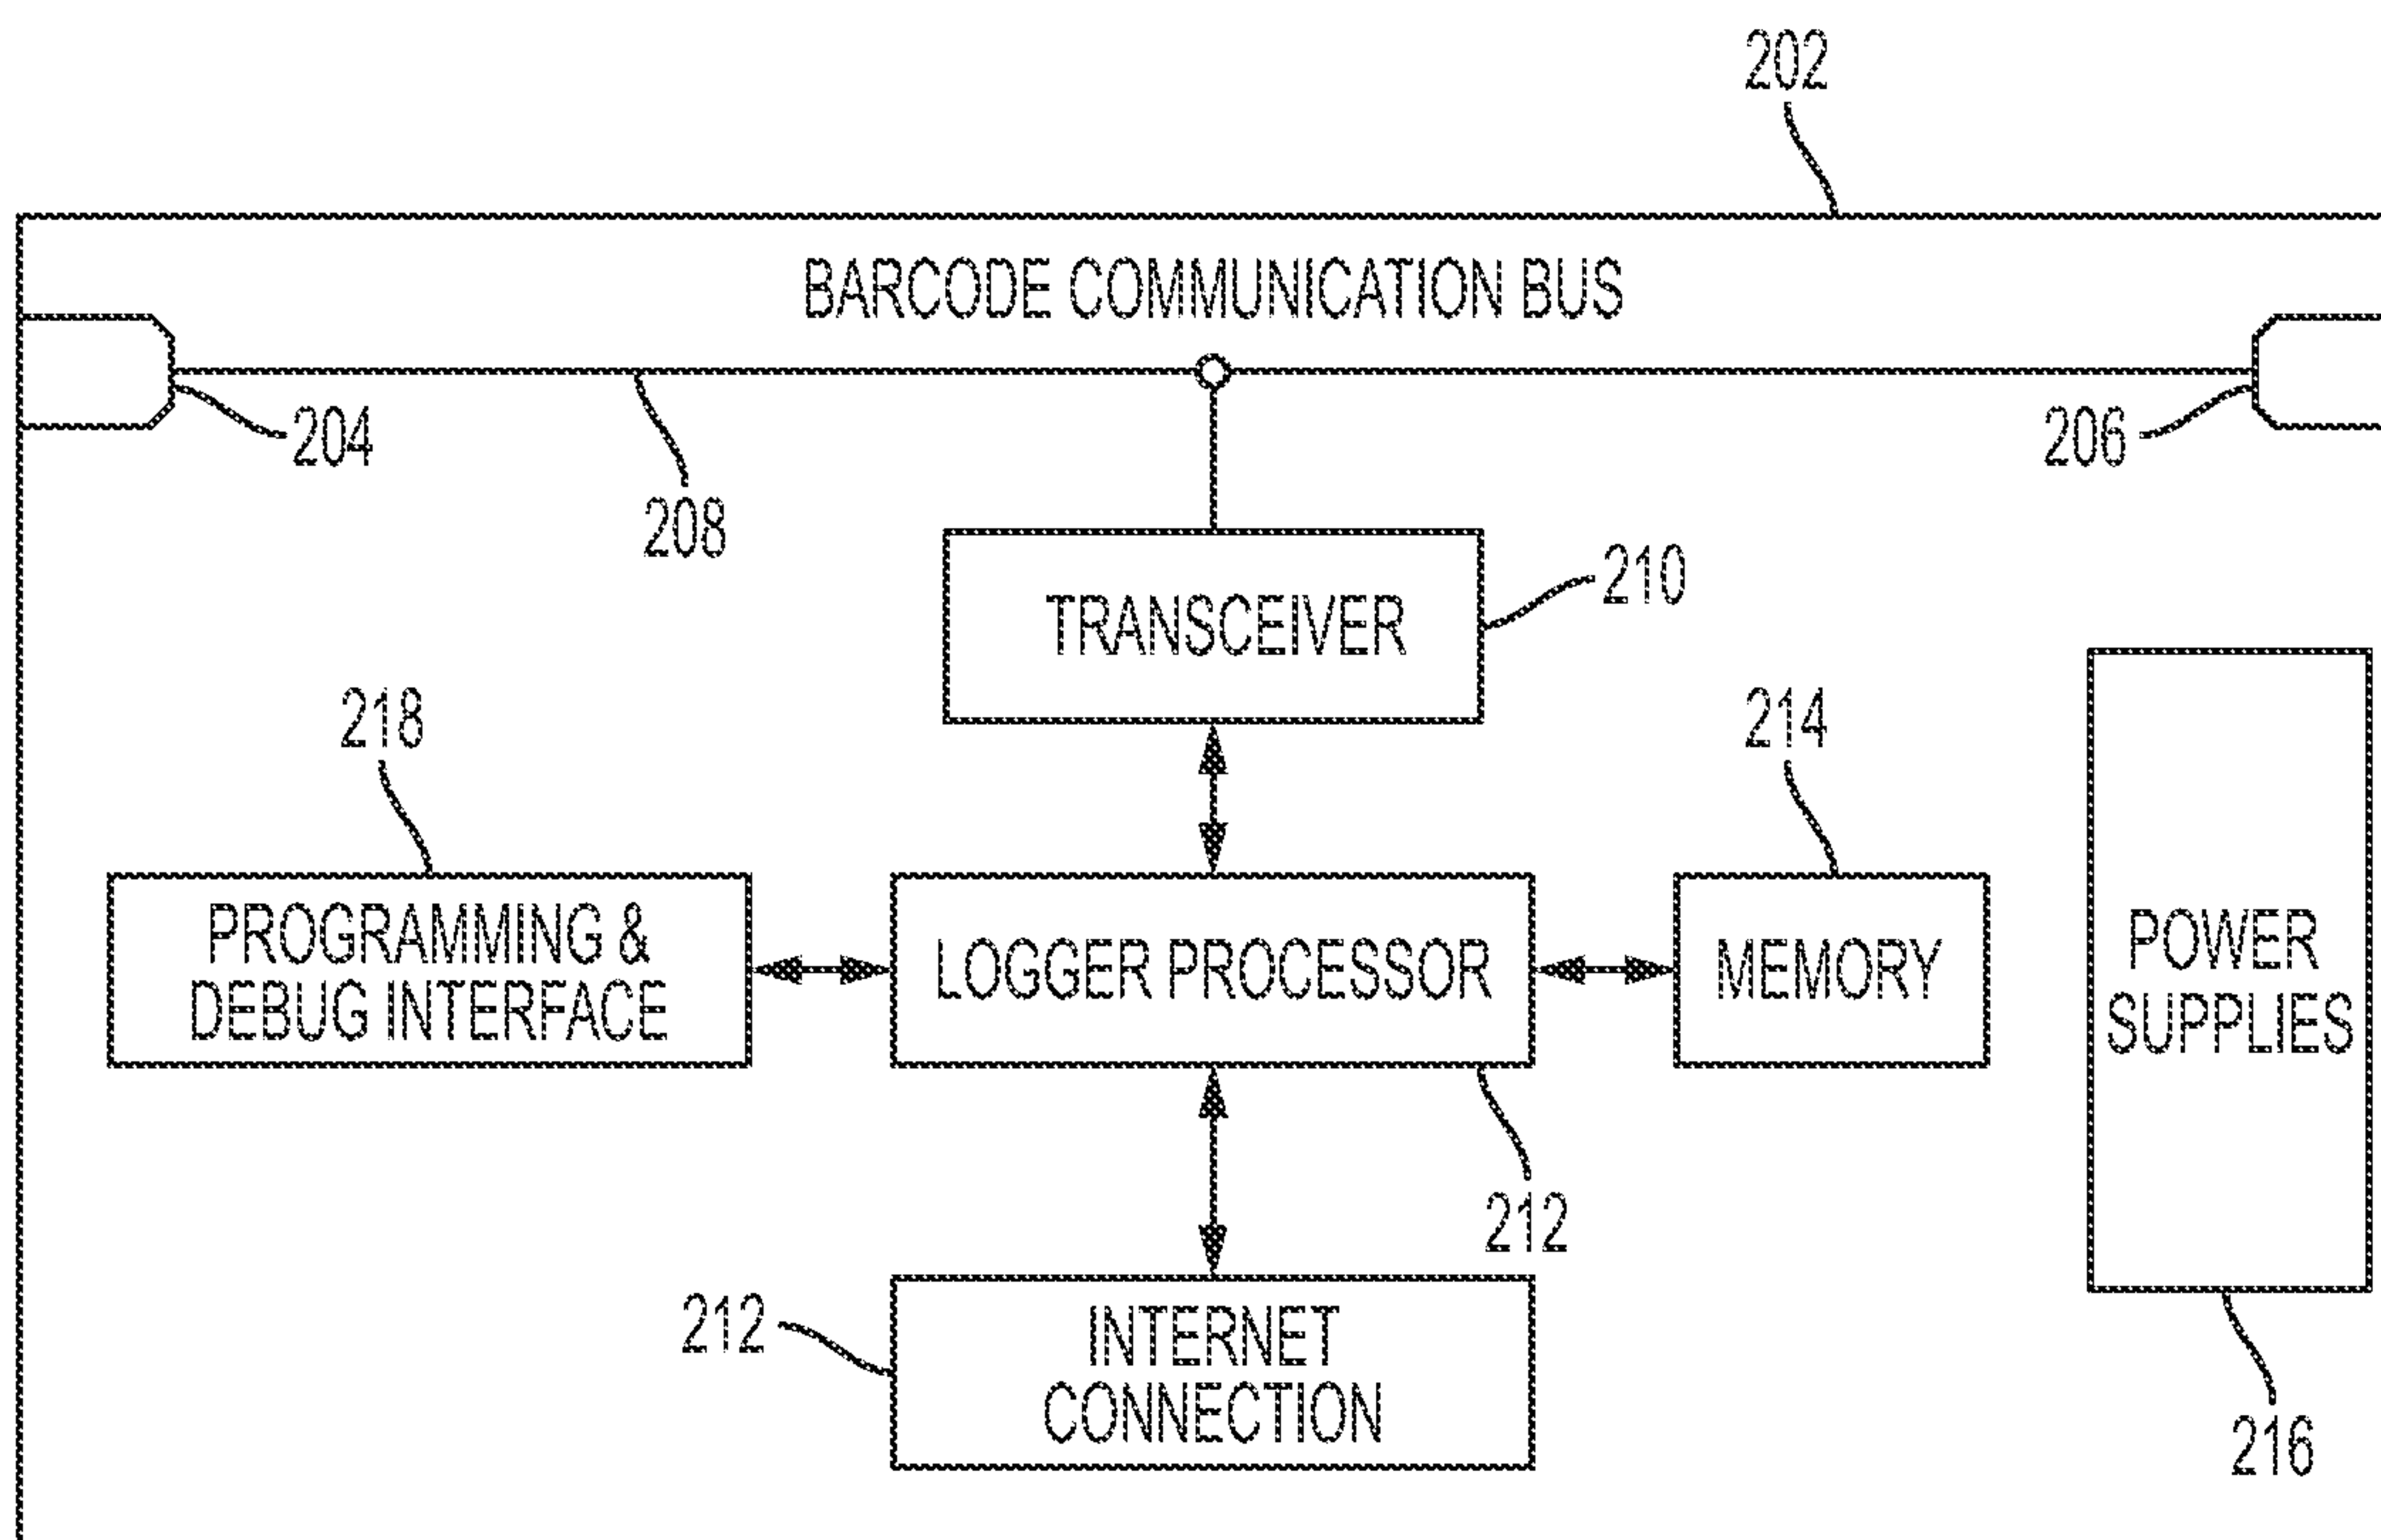 202
BARCODE COMMUNICATION BUS
204
206
208
TRANSCEIVER
210
218
214
PROGRAMMING &
DEBUG INTERFACE
LOGGER PROCESSOR
MEMORY
POWER
SUPPLIES
212
212
INTERNET
CONNECTION
216